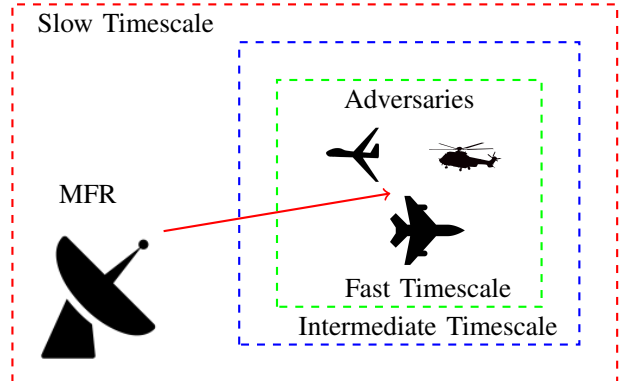 Slow Timescale
Adversaries
MFR
Fast Timescale
Intermediate Timescale